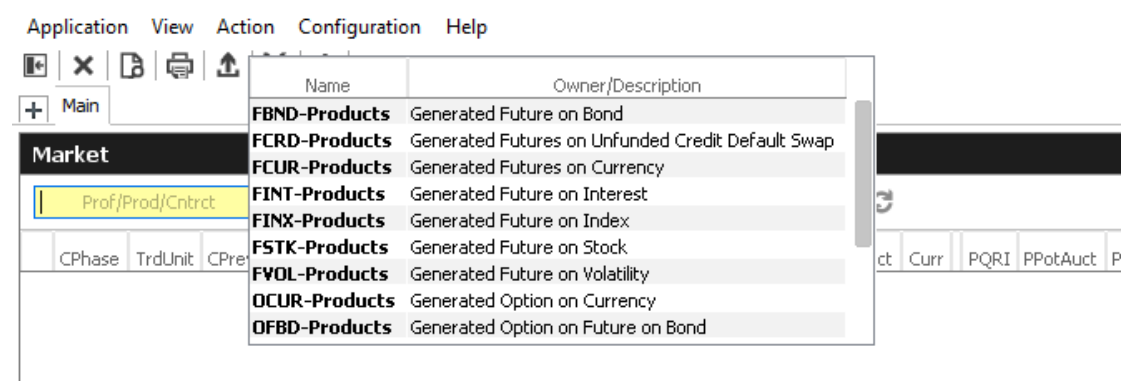 Application View Action Configuration Help
Name Owner/Description
Main
FBND-Products Generated Future on Bond
FCRD-Products Generated Futures on Unfunded Credit Default Swap
Market
FCUR-Products Generated Futures on Currency
Prof/Prod/Cntrct
FINT-Products Generated Future on Interest
FINX-Products Generated Future on Index
FSTK-Products Generated Future on Stock
CPhase TrdUnit CPre ct Curr PQRI PPotAuct P
FVOL-Products Generated Future on Volatility
OCUR-Products Generated Option on Currency
OFBD-Products Generated Option on Future on Bond